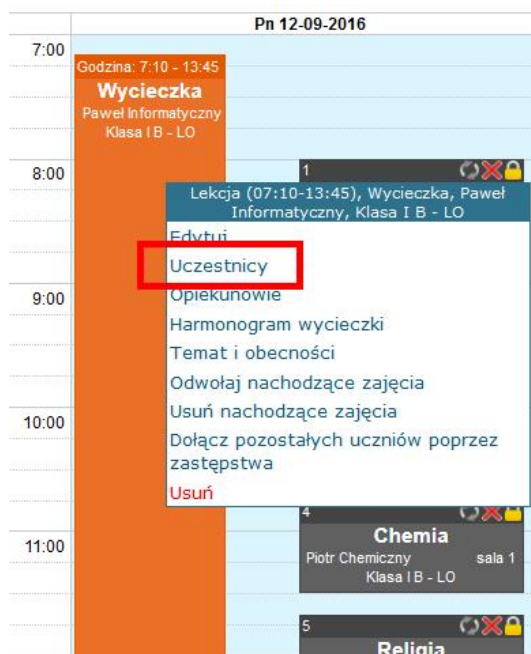 Pn 12-09-2016
7:00
Godzina: 7:10 - 13:45
Wycieczka
Paweł Informatyczny
Klasa I B - LO
8:00
1
Lekcja (07:10-13:45), Wycieczka, Paweł
Informatyczny, Klasa I B - LO
Edytuj
Uczestnicy
9:00
Opiekunowie
Harmonogram wycieczki
Temat i obecności
Odwołaj nachodzące zajęcia
Usuń nachodzące zajęcia
10:00
Dołącz pozostałych uczniów poprzez
zastępstwa
Usuń
4
Chemia
11:00
Piotr Chemiczny sala 1
Klasa I B - LO
5
Religia